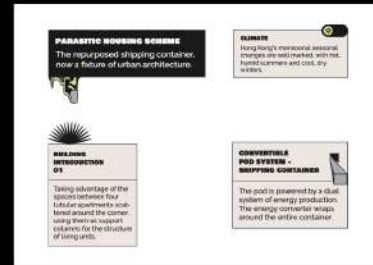 PARASITIC HOUSING SCHEME
The repurposed shipping container,
now a fixture of urban architecture.
CLIMATE
Hong Kong's monsoonal seasonal
changes are well marked, with hot,
humid summers and cool, dry
winters.
BUILDING
INTRODUCTION
01
Taking advantage of the
spaces between four
tubular apartments scat-
tered around the corner,
using them as support
columns for the structure
of living units.
CONVERTIBLE
POD SYSTEM -
SHIPPING CONTAINER
The pod is powered by a dual
system of energy production.
The energy converter wraps
around the entire container.